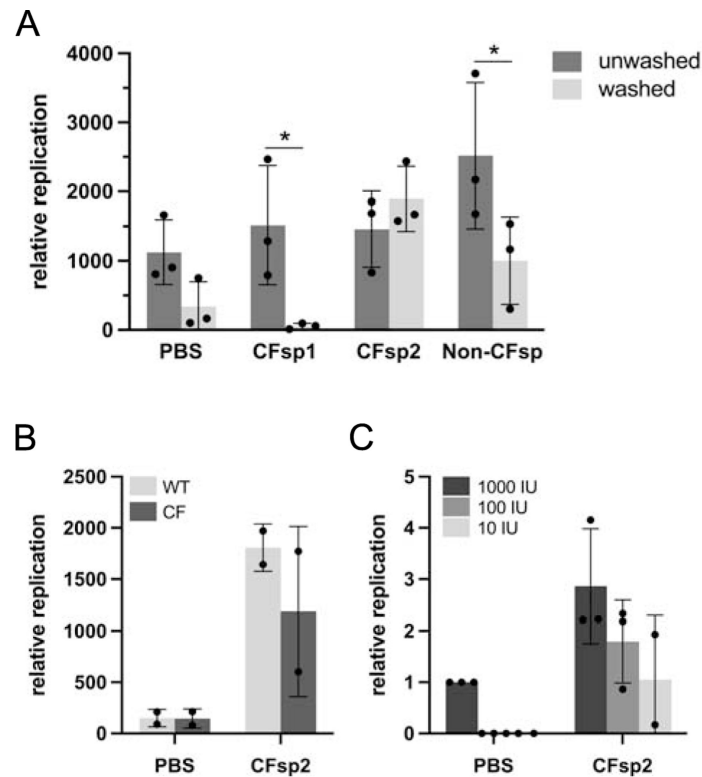 A
relative replication
4000
3000
2000
1000
0
*
*
unwashed
washed
PBS
CFsp1
CFsp2
Non-CFsp
B
relative replication
2500
2000
1500
1000
500
0
WT
CF
PBS
CFsp2
C
relative replication
5
4
3
2
1
0
1000 IU
100 IU
10 IU
PBS
CFsp2